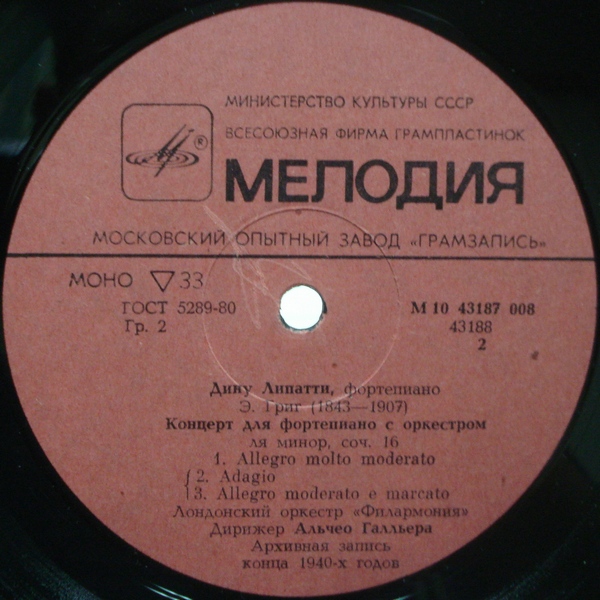 МИНИСТЕРСТВО КУЛЬТУРЫ СССР
ВСЕСОЮЗНАЯ ФИРМА ГРАМПЛАСТИНОК
®
МЕЛОДИЯ
МОСКОВСКИЙ ОПЫТНЫЙ ЗАВОД «ГРАМЗАПИСЬ»
МОНО ▽ 33
ГОСТ 5289-80 М 10 43187 008
Гр. 2 43188
2
Дину Липатти, фортепиано
Э. Григ (1843—1907)
Концерт для фортепиано с оркестром
ля минор, соч. 16
1. Allegro molto moderato
2. Adagio
3. Allegro moderato e marcato
Лондонский оркестр «Филармония»
Дирижер Альчео Галльера
Архивная запись
конца 1940-х годов